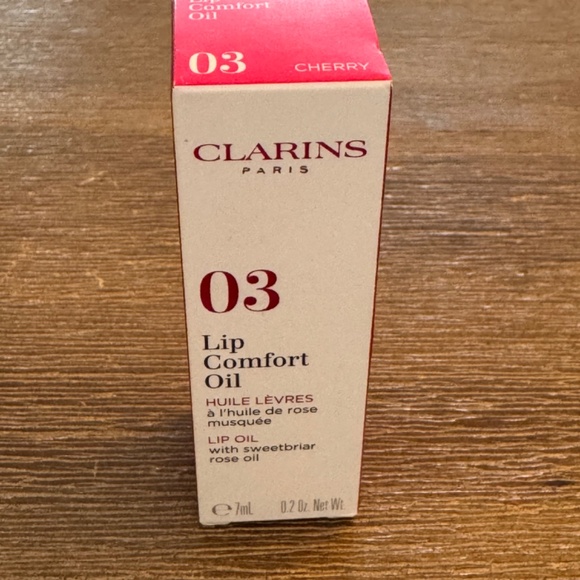 Lip
Comfort
Oil
03 CHERRY
CLARINS
PARIS
03
Lip
Comfort
Oil
HUILE LÈVRES
à l'huile de rose
musquée
LIP OIL
with sweetbriar
rose oil
℮ 7mL 0.2 Oz. Net Wt.